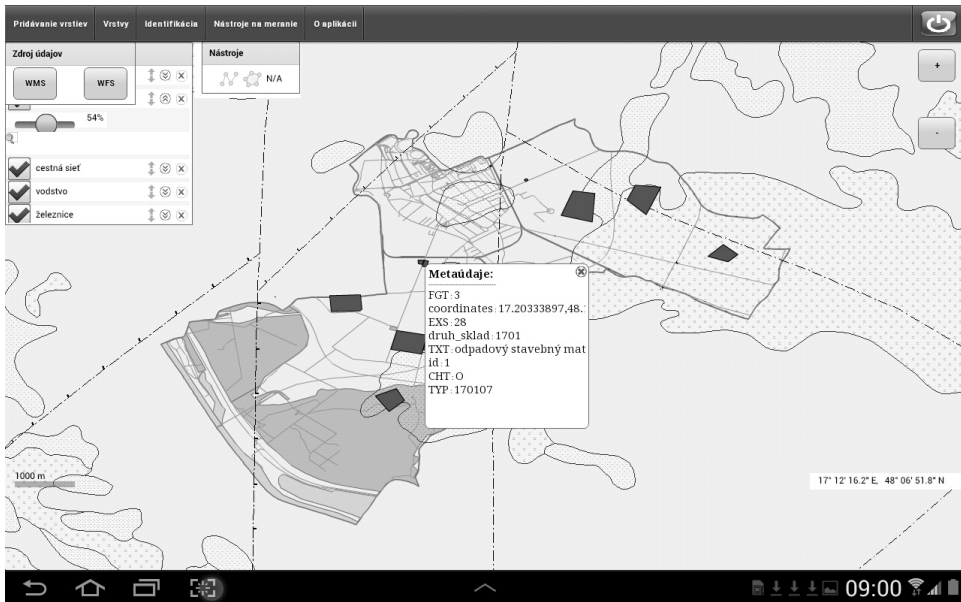 Pridávanie vrstiev Vrstvy Identifikácia Nástroje na meranie O aplikácii
Zdroj údajov
WMS WFS
Nástroje
N/A
54%
cestná sieť
vodstvo
železnice
+
-
Metaúdaje:
FGT: 3
coordinates: 17.20333897,48.
EXS: 28
druh_sklad: 1701
TXT: odpadový stavebný mat
id: 1
CHT: O
TYP: 170107
1000 m
17° 12' 16.2" E, 48° 06' 51.8" N
09:00